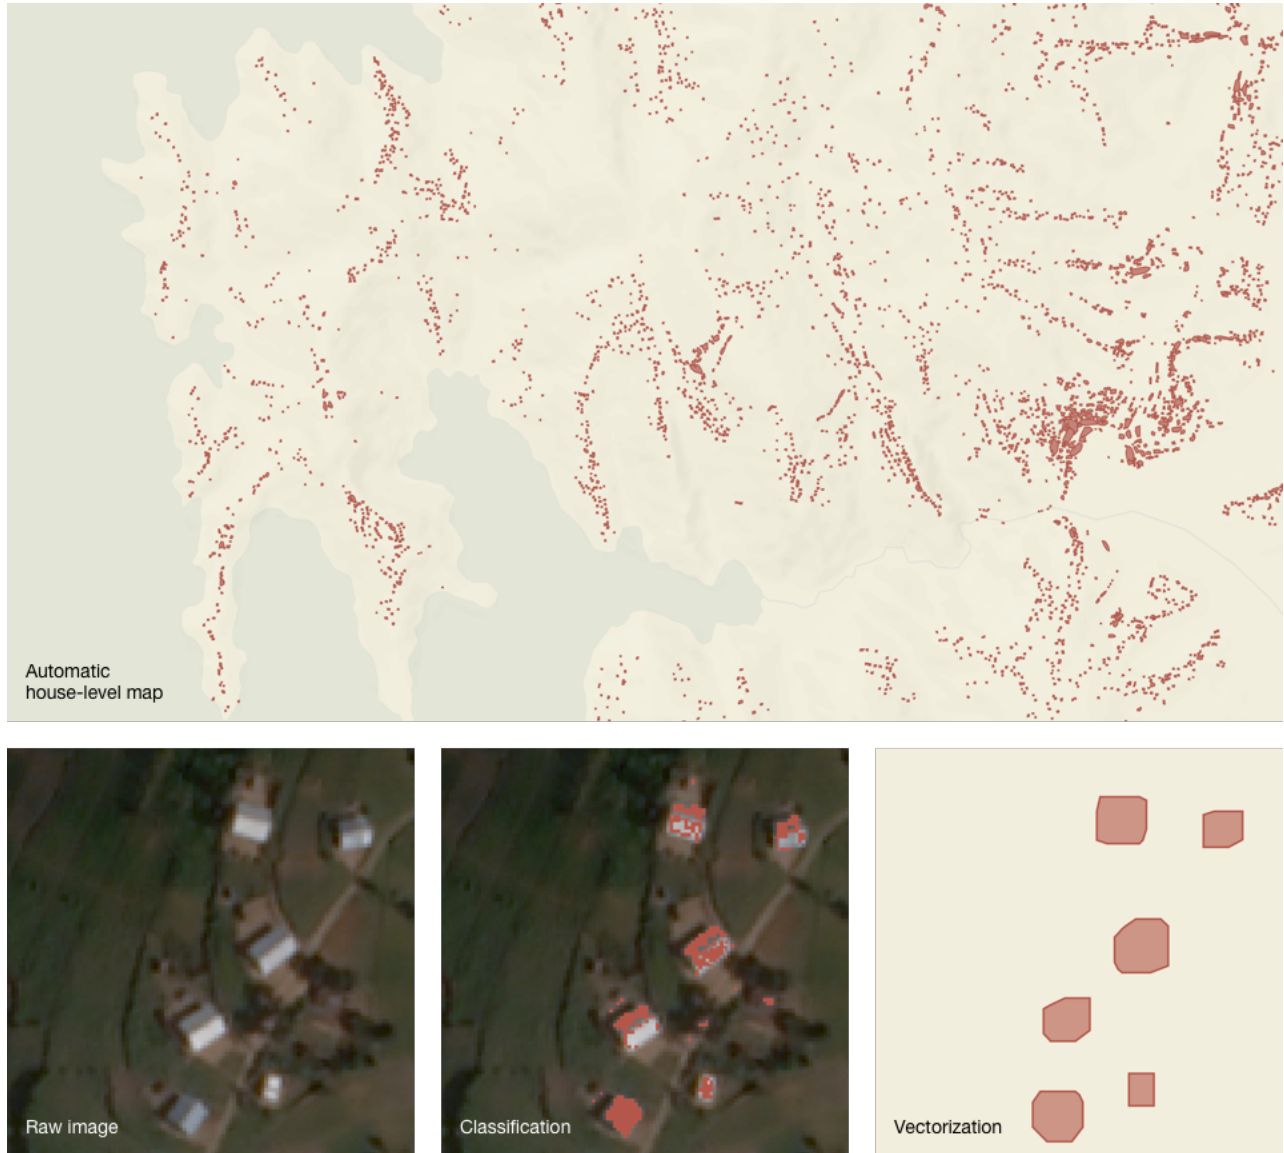 Automatic
house-level map
Raw image
Classification
Vectorization